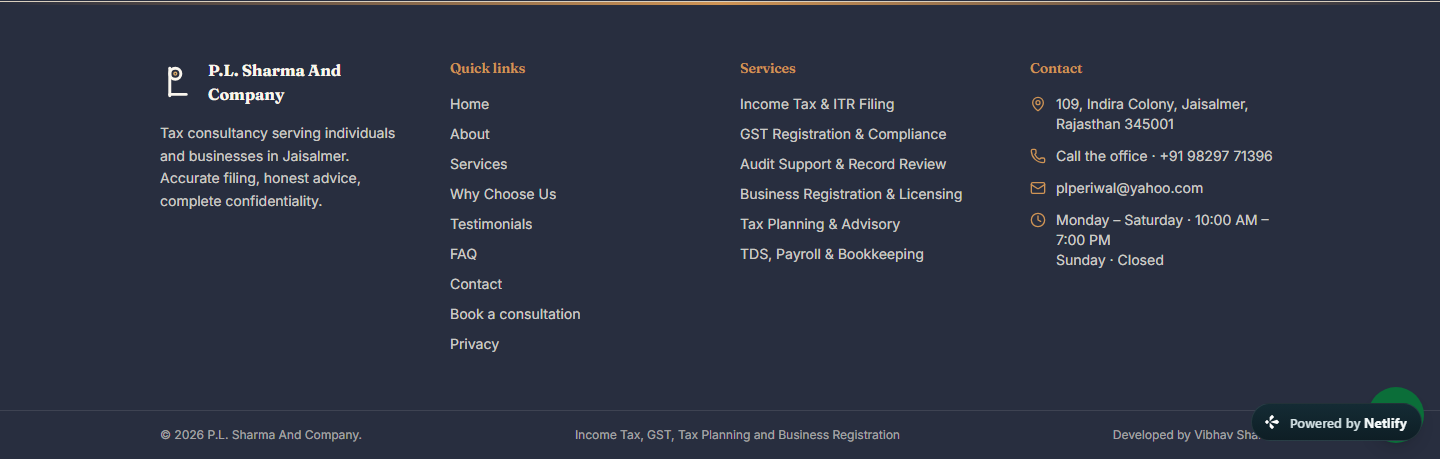 P.L. Sharma And
Company
Tax consultancy serving individuals
and businesses in Jaisalmer.
Accurate filing, honest advice,
complete confidentiality.
Quick links
Home
About
Services
Why Choose Us
Testimonials
FAQ
Contact
Book a consultation
Privacy
Services
Income Tax & ITR Filing
GST Registration & Compliance
Audit Support & Record Review
Business Registration & Licensing
Tax Planning & Advisory
TDS, Payroll & Bookkeeping
Contact
109, Indira Colony, Jaisalmer,
Rajasthan 345001
Call the office · +91 98297 71396
plperiwal@yahoo.com
Monday – Saturday · 10:00 AM –
7:00 PM
Sunday · Closed
© 2026 P.L. Sharma And Company.
Income Tax, GST, Tax Planning and Business Registration
Developed by Vibhav
Powered by Netlify